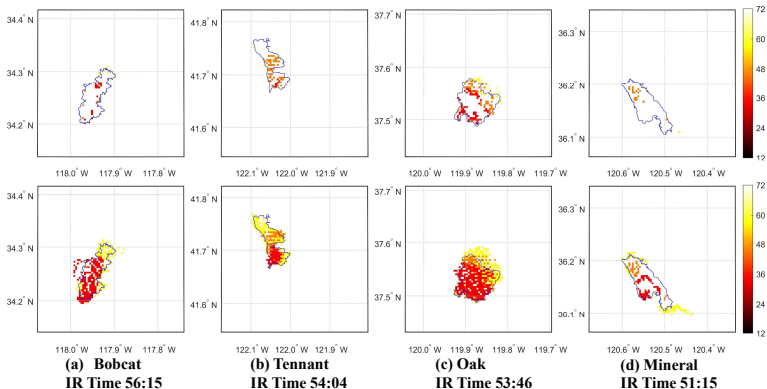 34.4° N
34.3° N
34.2° N
118.0° W
117.9° W
117.8° W
41.8° N
41.7° N
41.6° N
122.1° W
122.0° W
121.9° W
37.7° N
37.6° N
37.5° N
120.0° W
119.9° W
119.8° W
119.7° W
36.3° N
36.2° N
36.1° N
120.6° W
120.5° W
120.4° W
72
60
48
36
24
12
34.4° N
34.3° N
34.2° N
118.0° W
117.9° W
117.8° W
41.8° N
41.7° N
41.6° N
122.1° W
122.0° W
121.9° W
37.7° N
37.6° N
37.5° N
120.0° W
119.9° W
119.8° W
119.7° W
36.3° N
36.2° N
36.1° N
120.6° W
120.5° W
120.4° W
72
60
48
36
24
12
(a) Bobcat
IR Time 56:15
(b) Tennant
IR Time 54:04
(c) Oak
IR Time 53:46
(d) Mineral
IR Time 51:15